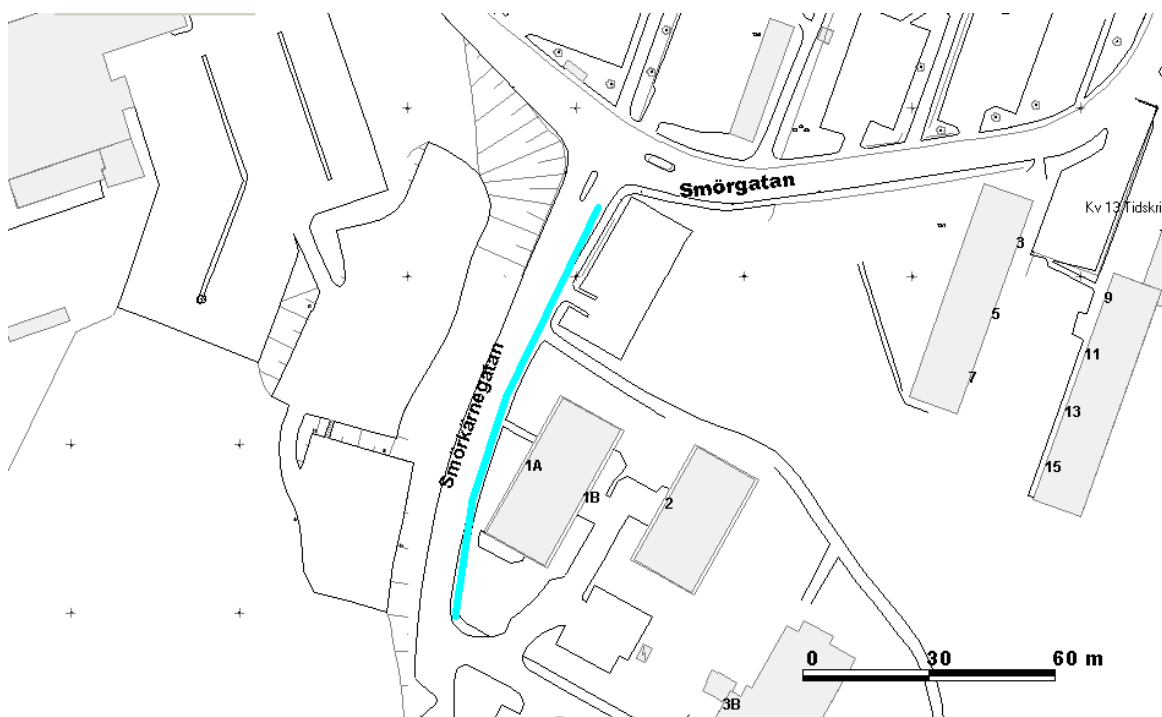 Smörgatan
Kv 13 Tidskri
3
9
5
11
Smörkärnegatan
7
13
1A
15
1B
2
0 30 60 m
3B